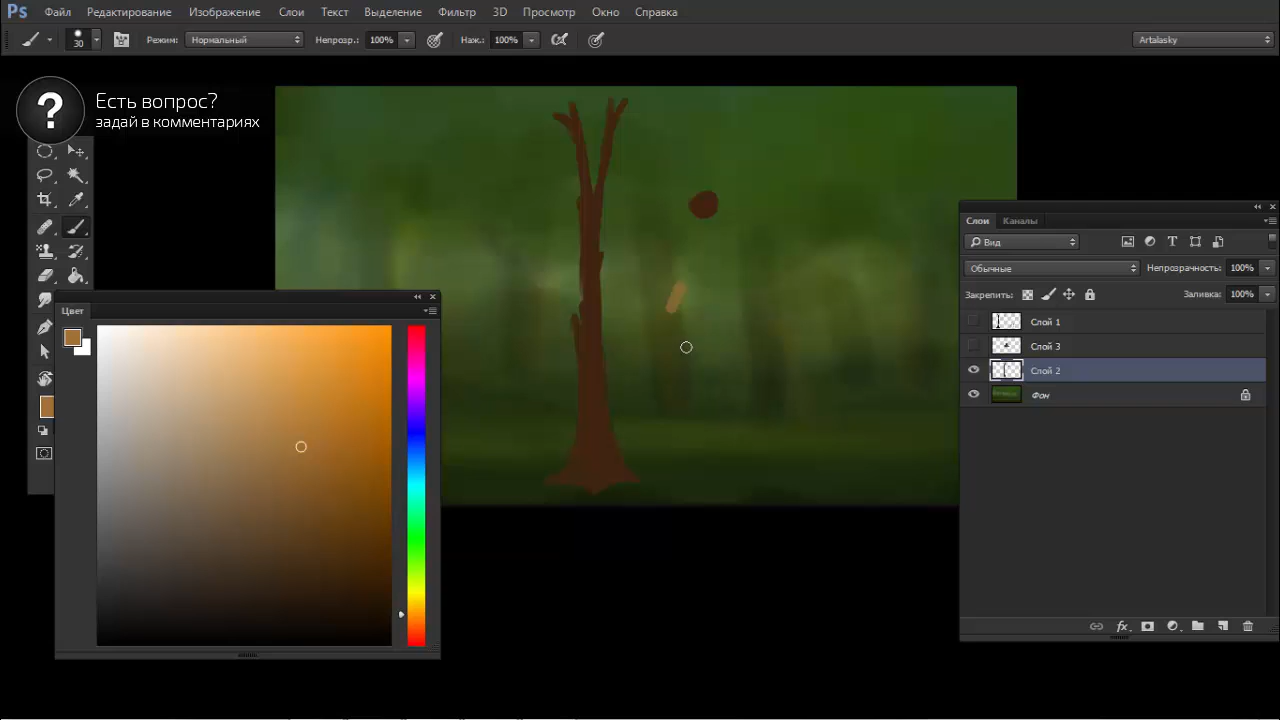 Ps Файл Редактирование Изображение Слои Текст Выделение Фильтр 3D Просмотр Окно Справка
30 Режим: Нормальный Непрозр.: 100% Наж.: 100% Artalasky
? Есть вопрос?
задай в комментариях
Слои Каналы
Вид
Обычные Непрозрачность: 100%
Закрепить: Заливка: 100%
Слой 1
Слой 3
Слой 2
Фон
Цвет